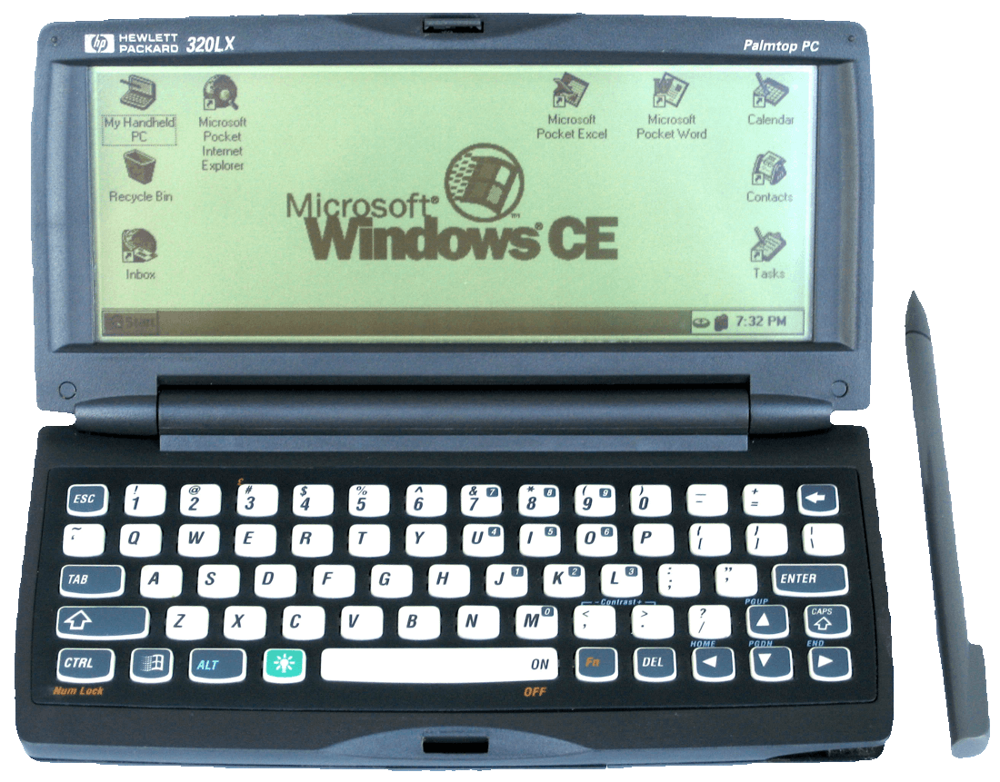 hp HEWLETT PACKARD 320LX
Palmtop PC
My Handheld PC
Microsoft Pocket Internet Explorer
Microsoft Pocket Excel
Microsoft Pocket Word
Calendar
Recycle Bin
Contacts
Inbox
Tasks
Microsoft®
Windows® CE
™
Start
7:32 PM
ESC ! 1 @ 2 # 3 $ 4 % 5 ^ 6 & 7 7 * 8 8 ( 9 9 ) 0 _ - + = ←
~ ` Q W E R T Y U 4 I 5 O 6 P { [ } ] | \
TAB A S D F G H J 1 K 2 L 3 : ; " ' ENTER
- Contrast +
PGUP
⇧ Z X C V B N M 0 < , > . ? / ▲ CAPS ⇧
HOME PGDN END
CTRL ALT ON Fn DEL ◀ ▼ ▶
Num Lock OFF